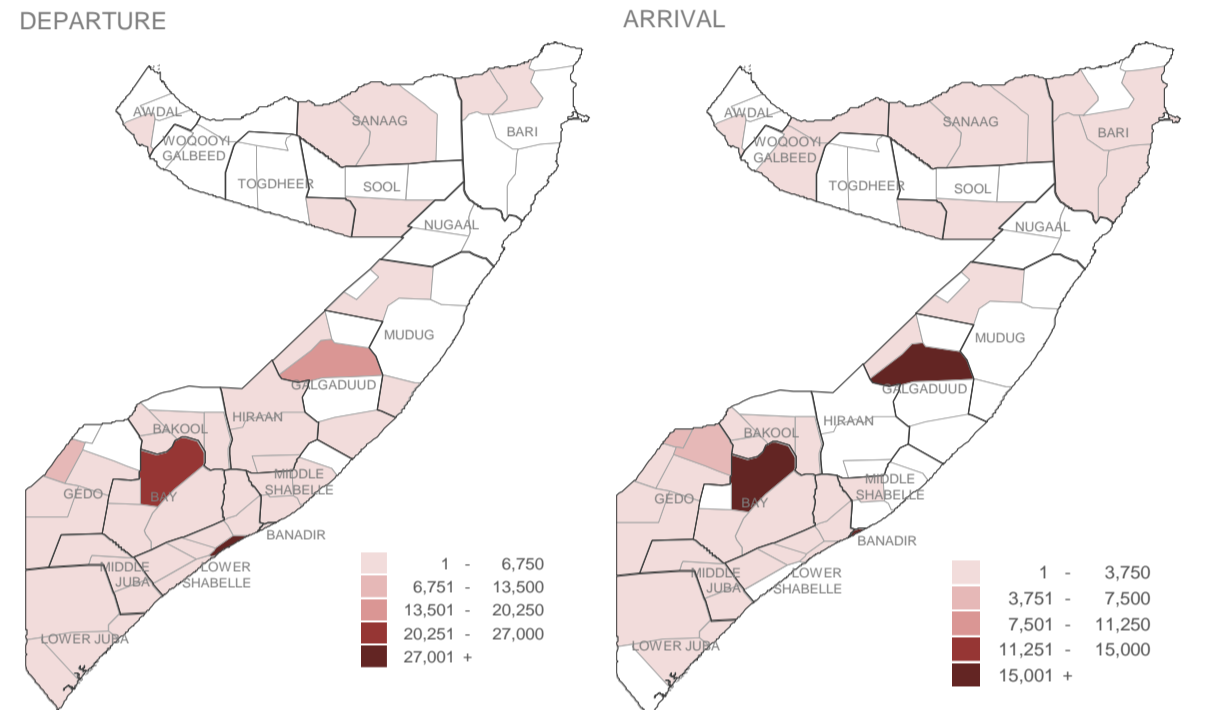 DEPARTURE
AWDAL
WOQOOYI
GALBEED
TOGDHEER
SANAAG
SOOL
BARI
NUGAAL
MUDUG
GALGADUUD
HIRAAN
BAKOOL
GEDO
BAY
MIDDLE
SHABELLE
BANADIR
LOWER
SHABELLE
MIDDLE
JUBA
LOWER JUBA
1 - 6,750
6,751 - 13,500
13,501 - 20,250
20,251 - 27,000
27,001 +
ARRIVAL
AWDAL
WOQOOYI
GALBEED
TOGDHEER
SANAAG
SOOL
BARI
NUGAAL
MUDUG
GALGADUUD
HIRAAN
BAKOOL
GEDO
BAY
MIDDLE
SHABELLE
BANADIR
LOWER
SHABELLE
MIDDLE
JUBA
LOWER JUBA
1 - 3,750
3,751 - 7,500
7,501 - 11,250
11,251 - 15,000
15,001 +